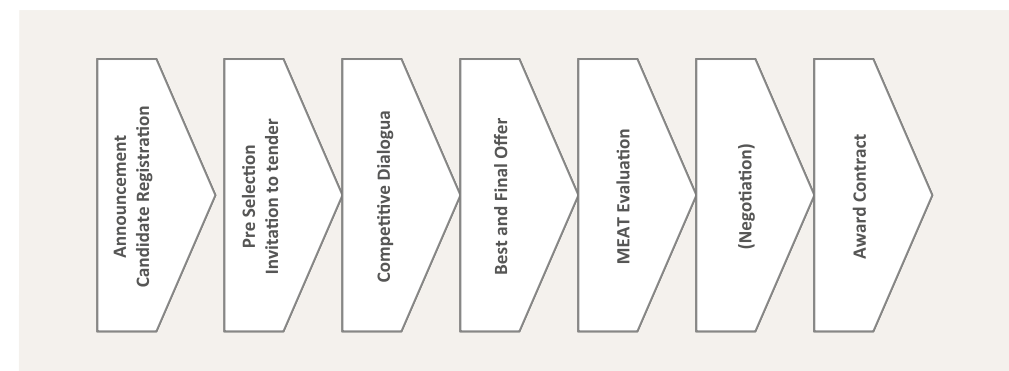 Announcement
Candidate Registration
Pre Selection
Invitation to tender
Competitive Dialogua
Best and Final Offer
MEAT Evaluation
(Negotiation)
Award Contract